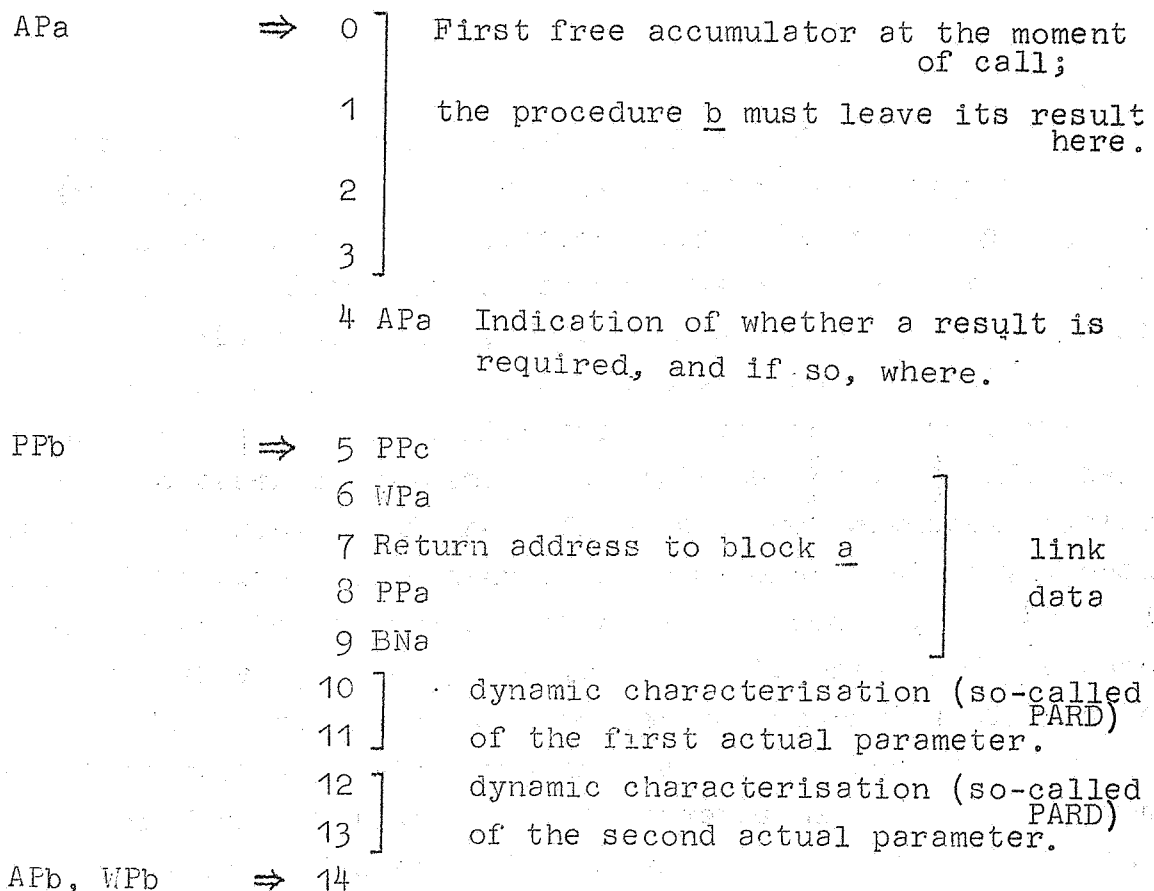 APa ⇒ 0 ] First free accumulator at the moment
of call;
1 the procedure b must leave its result
here.
2
3
4 APa Indication of whether a result is
required, and if so, where.
PPb ⇒ 5 PPc
6 WPa
7 Return address to block a ] link
8 PPa data
9 BNa
10 ] dynamic characterisation (so-called
PARD)
11 of the first actual parameter.
12 ] dynamic characterisation (so-called
PARD)
13 of the second actual parameter.
APb, WPb ⇒ 14